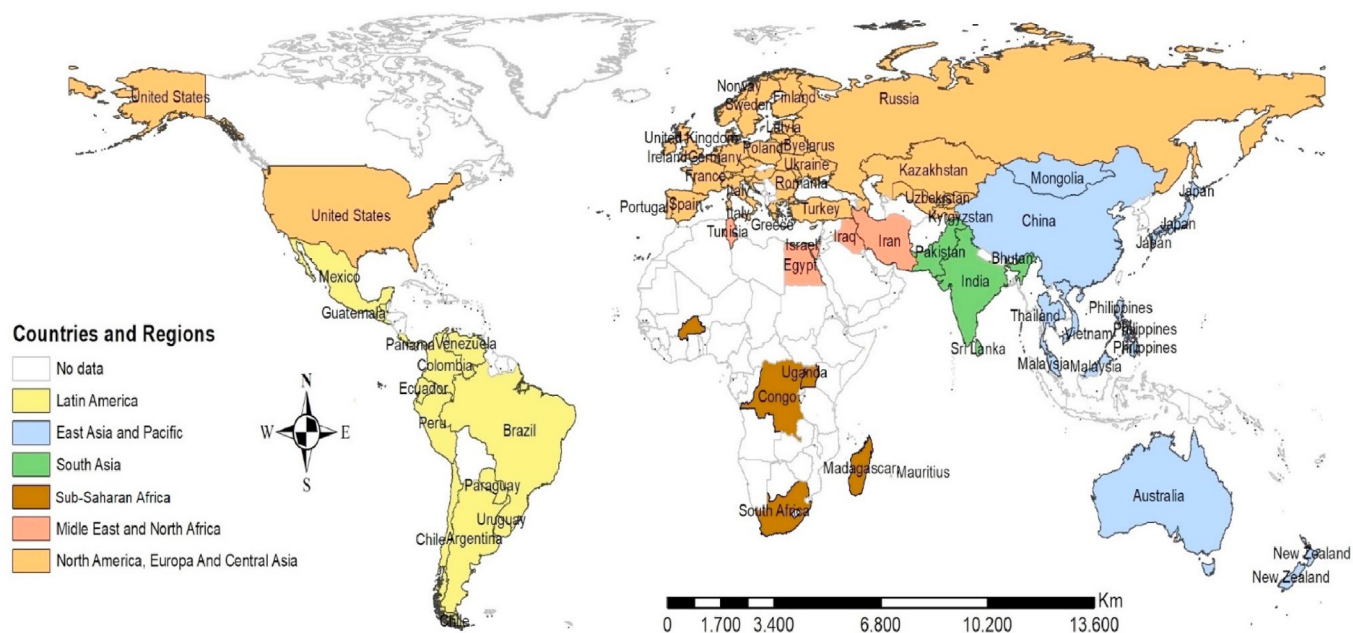 United States
Norway
Finland
Sweden
Russia
Latvia
United Kingdom
Byelarus
Poland
Ireland
Germany
Ukraine
France
Kazakhstan
Mongolia
Romania
Italy
Uzbekistan
Japan
Portugal
Spain
Italy
Turkey
Kyrgyzstan
China
United States
Greece
Tunisia
Japan
Japan
Israel
Iraq
Iran
Pakistan
Bhutan
Egypt
India
Mexico
Guatemala
Thailand
Philippines
Vietnam
Philippines
Philippines
Sri Lanka
Malaysia
Malaysia
Panama
Venezuela
Colombia
Ecuador
Peru
Brazil
Uganda
Congo
Madagascar
Mauritius
Paraguay
Uruguay
Chile
Argentina
South Africa
Australia
New Zealand
New Zealand
Chile
Countries and Regions
No data
Latin America
East Asia and Pacific
South Asia
Sub-Saharan Africa
Middle East and North Africa
North America, Europa And Central Asia
N
W E
S
Km
0 1.700 3.400 6.800 10.200 13.600